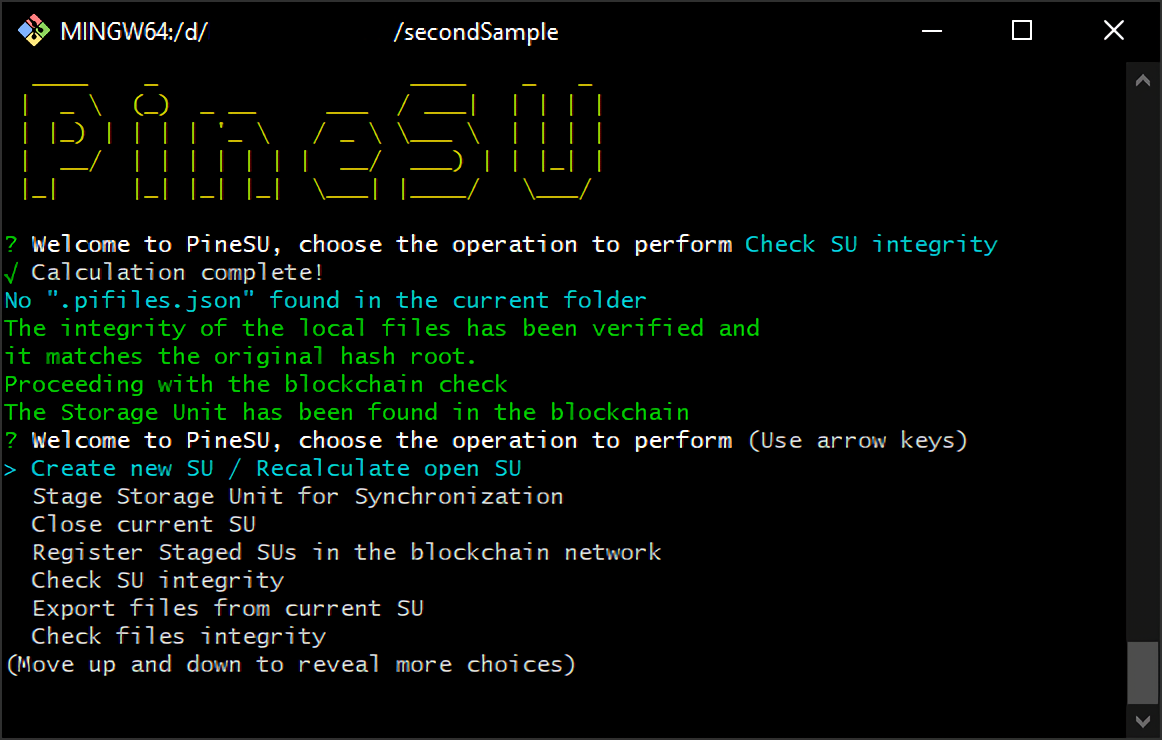 MINGW64:/d/ /secondSample
PineSU
? Welcome to PineSU, choose the operation to perform Check SU integrity
√ Calculation complete!
No ".pifiles.json" found in the current folder
The integrity of the local files has been verified and
it matches the original hash root.
Proceeding with the blockchain check
The Storage Unit has been found in the blockchain
? Welcome to PineSU, choose the operation to perform (Use arrow keys)
> Create new SU / Recalculate open SU
Stage Storage Unit for Synchronization
Close current SU
Register Staged SUs in the blockchain network
Check SU integrity
Export files from current SU
Check files integrity
(Move up and down to reveal more choices)